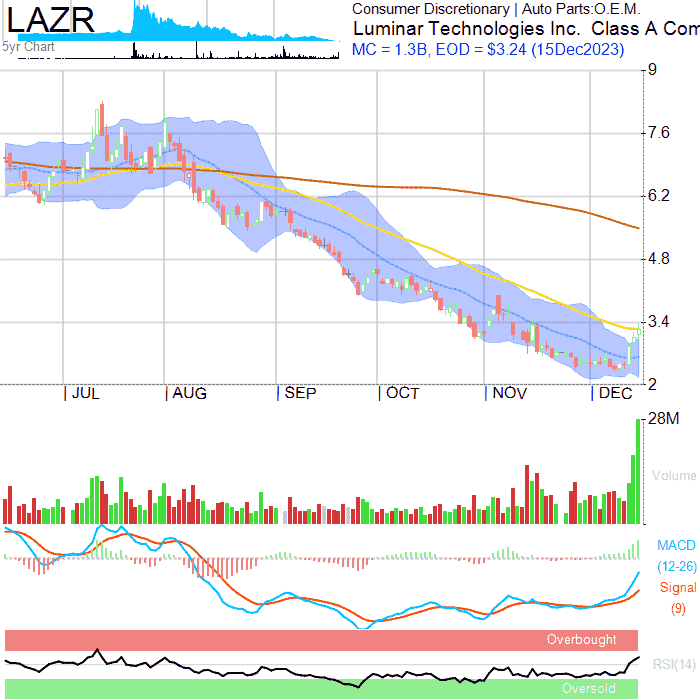 LAZR
Consumer Discretionary | Auto Parts:O.E.M.
Luminar Technologies Inc. Class A Com
5yr Chart
MC = 1.3B, EOD = $3.24 (15Dec2023)
9
7.6
6.2
4.8
3.4
2
JUL AUG SEP OCT NOV DEC
28M
Volume
MACD
(12-26)
Signal
(9)
Overbought
RSI(14)
Oversold